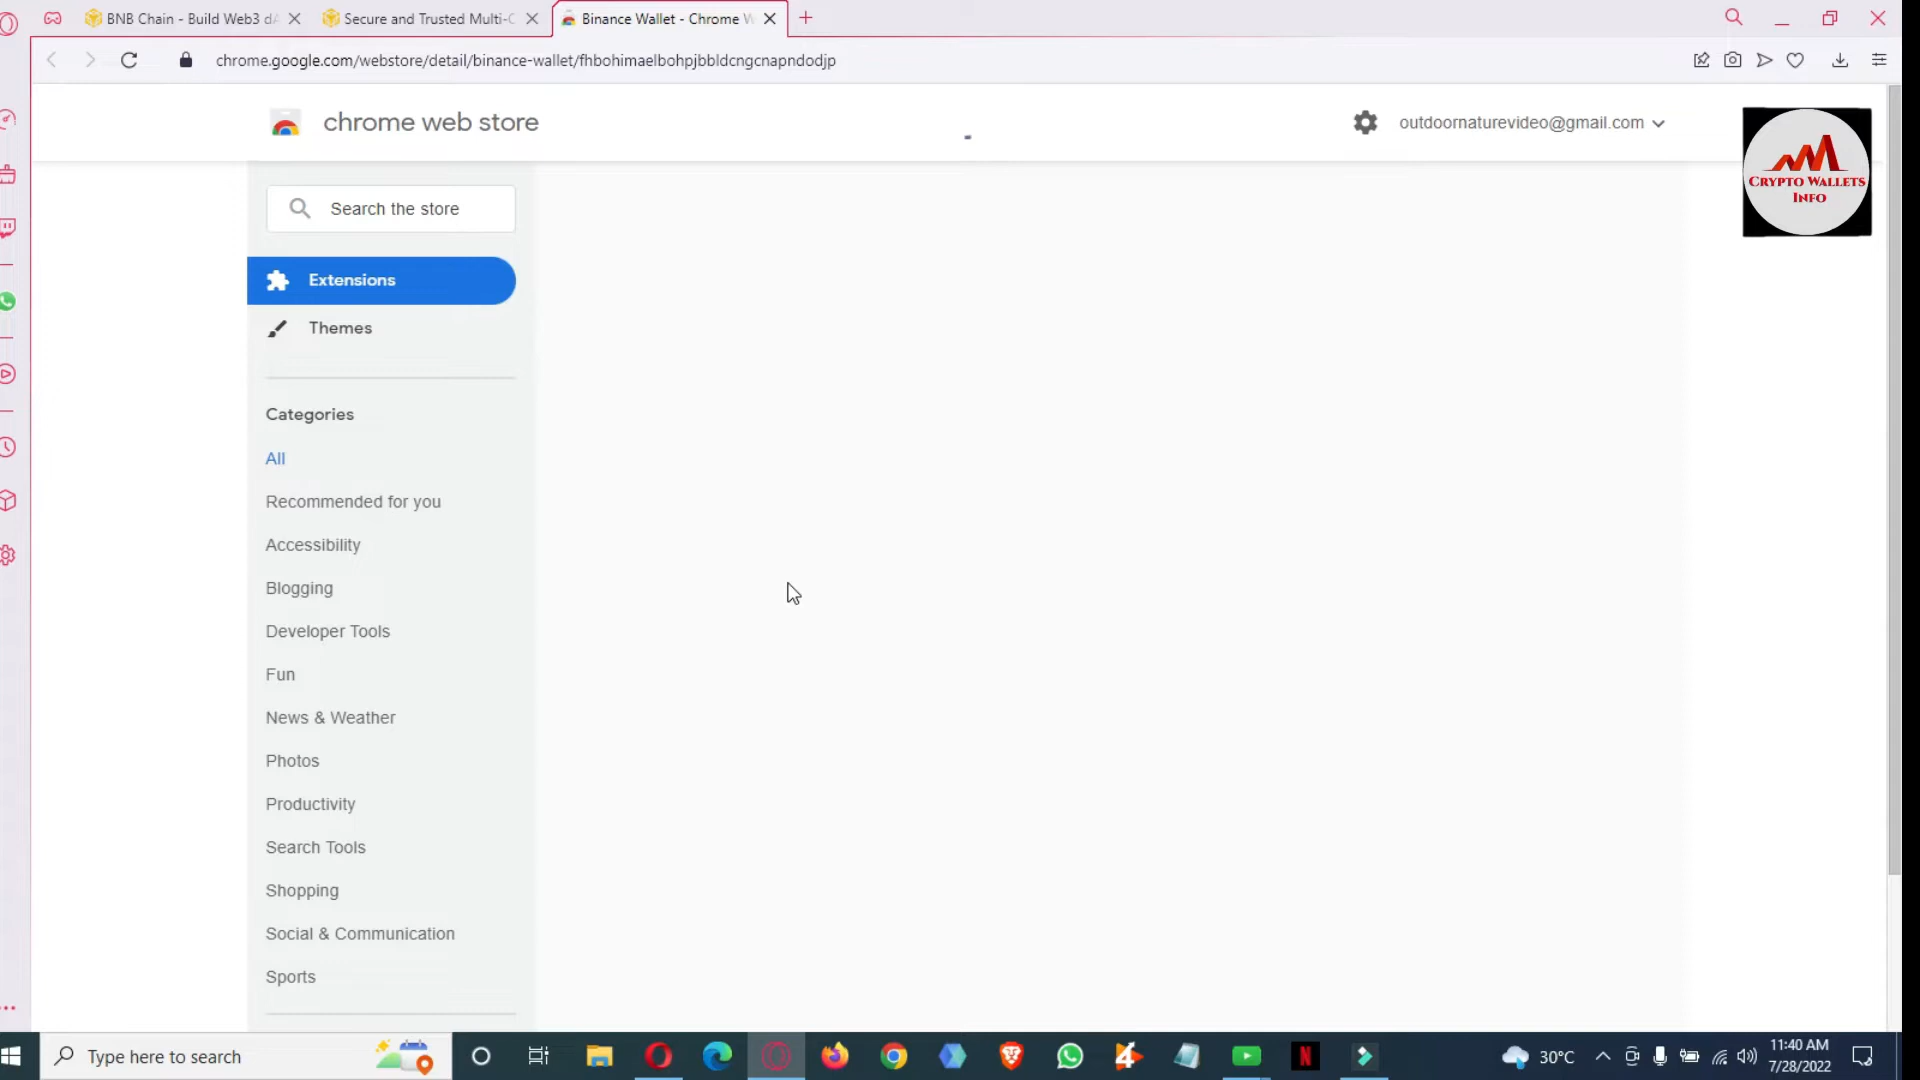 BNB Chain - Build Web3 dA
Secure and Trusted Multi-C
Binance Wallet - Chrome W
chrome.google.com/webstore/detail/binance-wallet/fhbohimaelbohpjbbldcngcnapndodjp
chrome web store
outdoornaturevideo@gmail.com
CRYPTO WALLETS
INFO
Search the store
Extensions
Themes
Categories
All
Recommended for you
Accessibility
Blogging
Developer Tools
Fun
News & Weather
Photos
Productivity
Search Tools
Shopping
Social & Communication
Sports
Type here to search
30°C
11:40 AM
7/28/2022